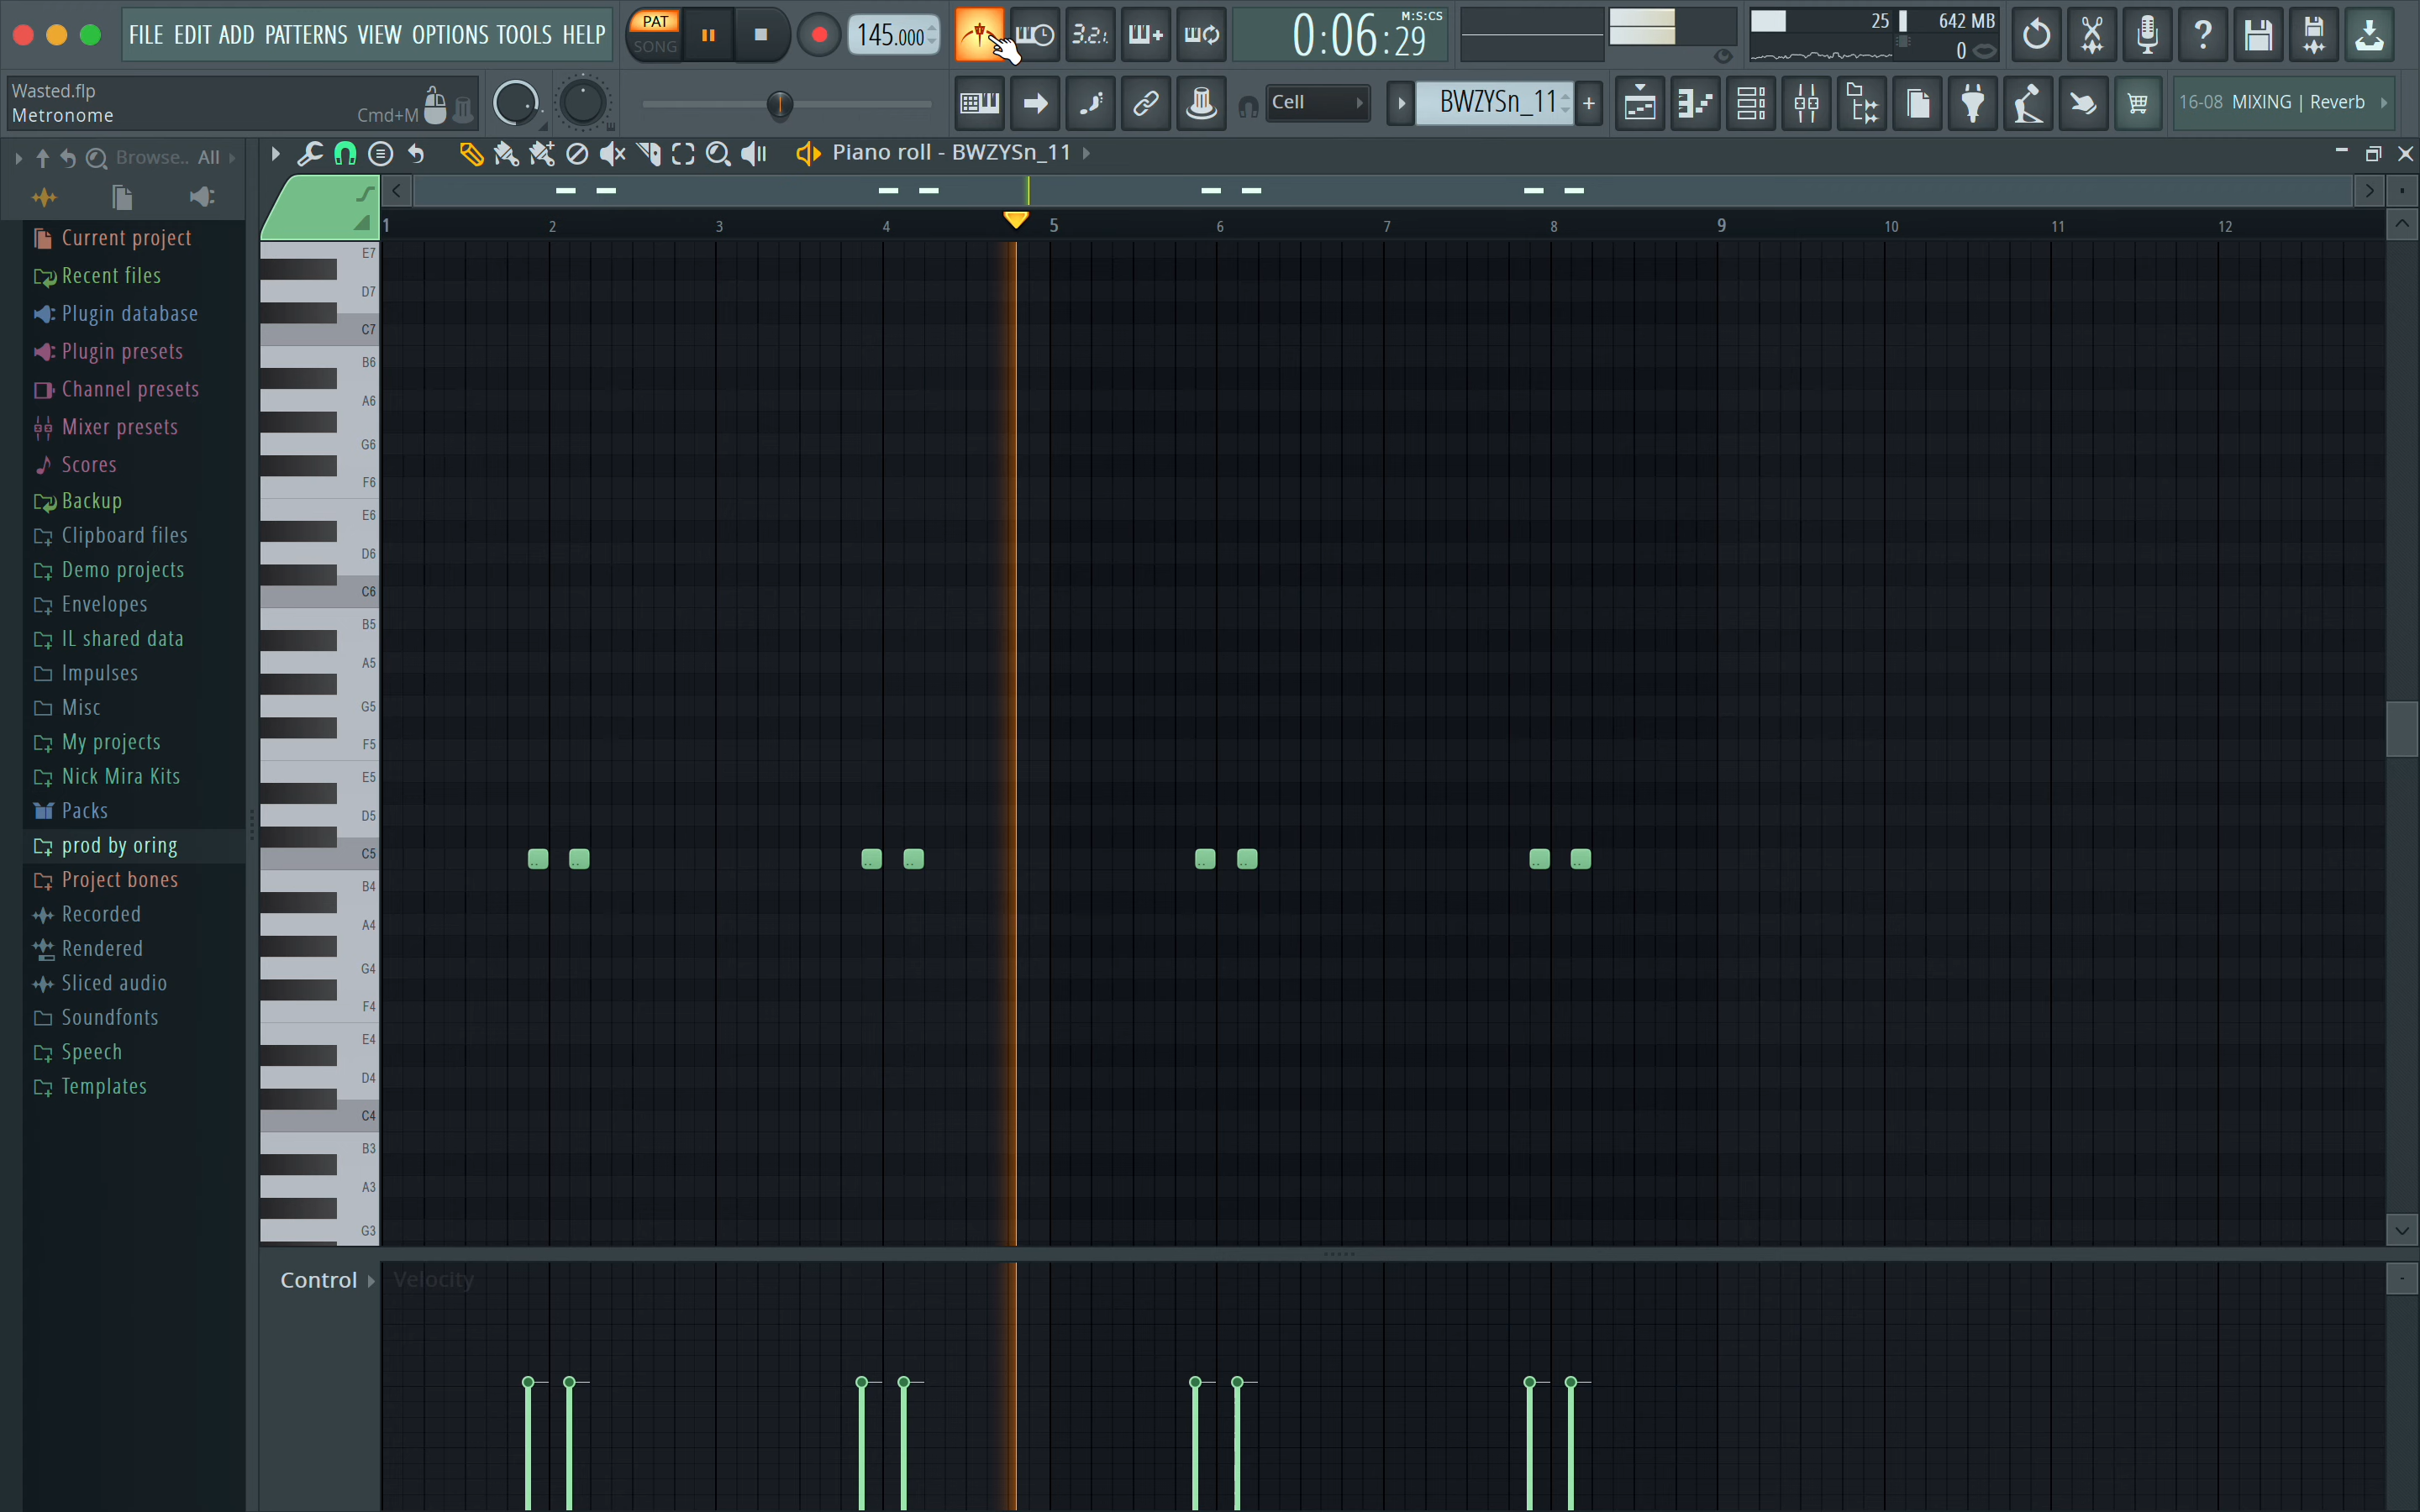 FILE EDIT ADD PATTERNS VIEW OPTIONS TOOLS HELP
PAT
SONG
145.000
3.2.1
M:S:CS
0:06:29
25
642 MB
0
Wasted.flp
Metronome
Cmd+M
Cell
BWZYSn_11
16-08 MIXING | Reverb
Browse.. All
Piano roll - BWZYSn_11
Current project
Recent files
Plugin database
Plugin presets
Channel presets
Mixer presets
Scores
Backup
Clipboard files
Demo projects
Envelopes
IL shared data
Impulses
Misc
My projects
Nick Mira Kits
Packs
prod by oring
Project bones
Recorded
Rendered
Sliced audio
Soundfonts
Speech
Templates
1 2 3 4 5 6 7 8 9 10 11 12
E7
D7
C7
B6
A6
G6
F6
E6
D6
C6
B5
A5
G5
F5
E5
D5
C5
B4
A4
G4
F4
E4
D4
C4
B3
A3
G3
Control
Velocity